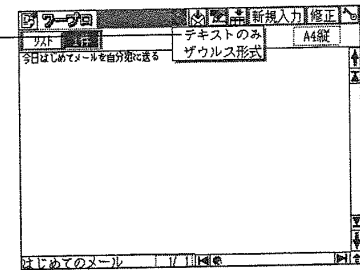 ワープロ 新規入力 修正
リスト 1件 テキストのみ A4縦
ザウルス形式
今日はじめてメールを自分宛に送る
はじめてのメール 1/ 1